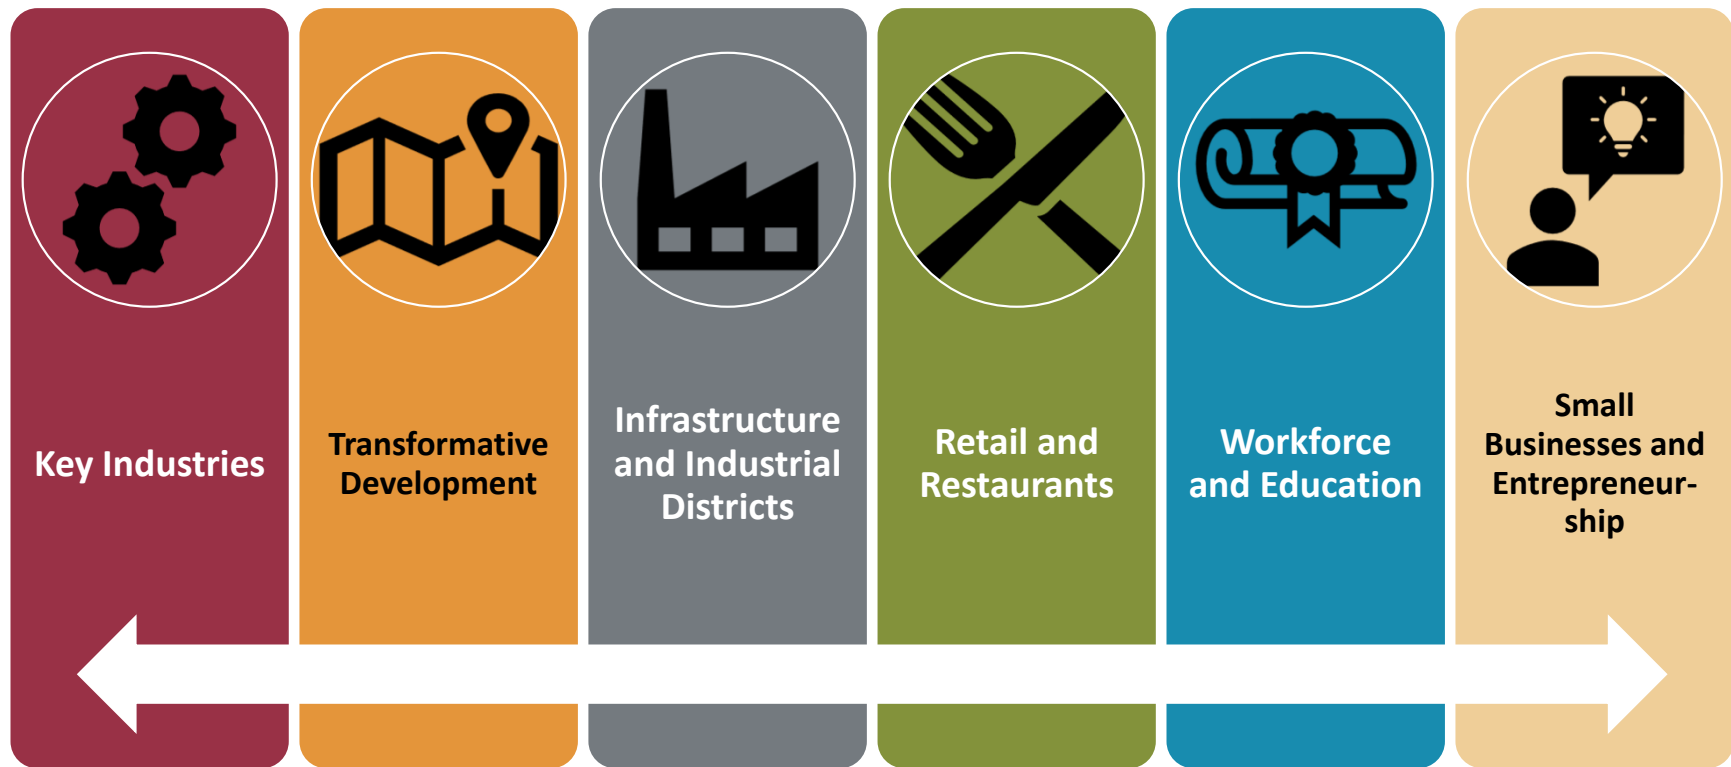 Key Industries
Transformative
Development
Infrastructure
and Industrial
Districts
Retail and
Restaurants
Workforce
and Education
Small
Businesses and
Entrepreneur-
ship